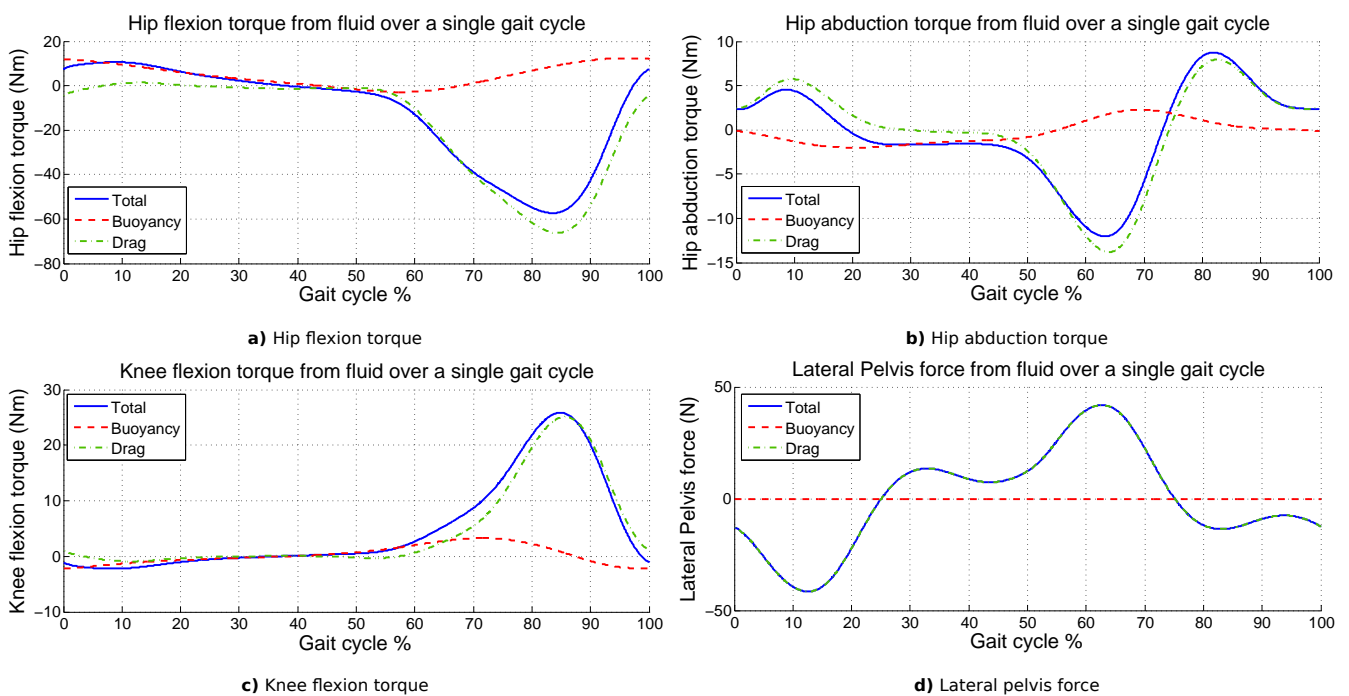 Hip flexion torque from fluid over a single gait cycle
Hip flexion torque (Nm)
20
0
−20
−40
−60
−80
Total
Buoyancy
Drag
0 10 20 30 40 50 60 70 80 90 100
Gait cycle %
a) Hip flexion torque
Hip abduction torque from fluid over a single gait cycle
Hip abduction torque (Nm)
10
5
0
−5
−10
−15
Total
Buoyancy
Drag
0 10 20 30 40 50 60 70 80 90 100
Gait cycle %
b) Hip abduction torque
Knee flexion torque from fluid over a single gait cycle
Knee flexion torque (Nm)
30
20
10
0
−10
Total
Buoyancy
Drag
0 10 20 30 40 50 60 70 80 90 100
Gait cycle %
c) Knee flexion torque
Lateral Pelvis force from fluid over a single gait cycle
Lateral Pelvis force (N)
50
0
−50
Total
Buoyancy
Drag
0 10 20 30 40 50 60 70 80 90 100
Gait cycle %
d) Lateral pelvis force